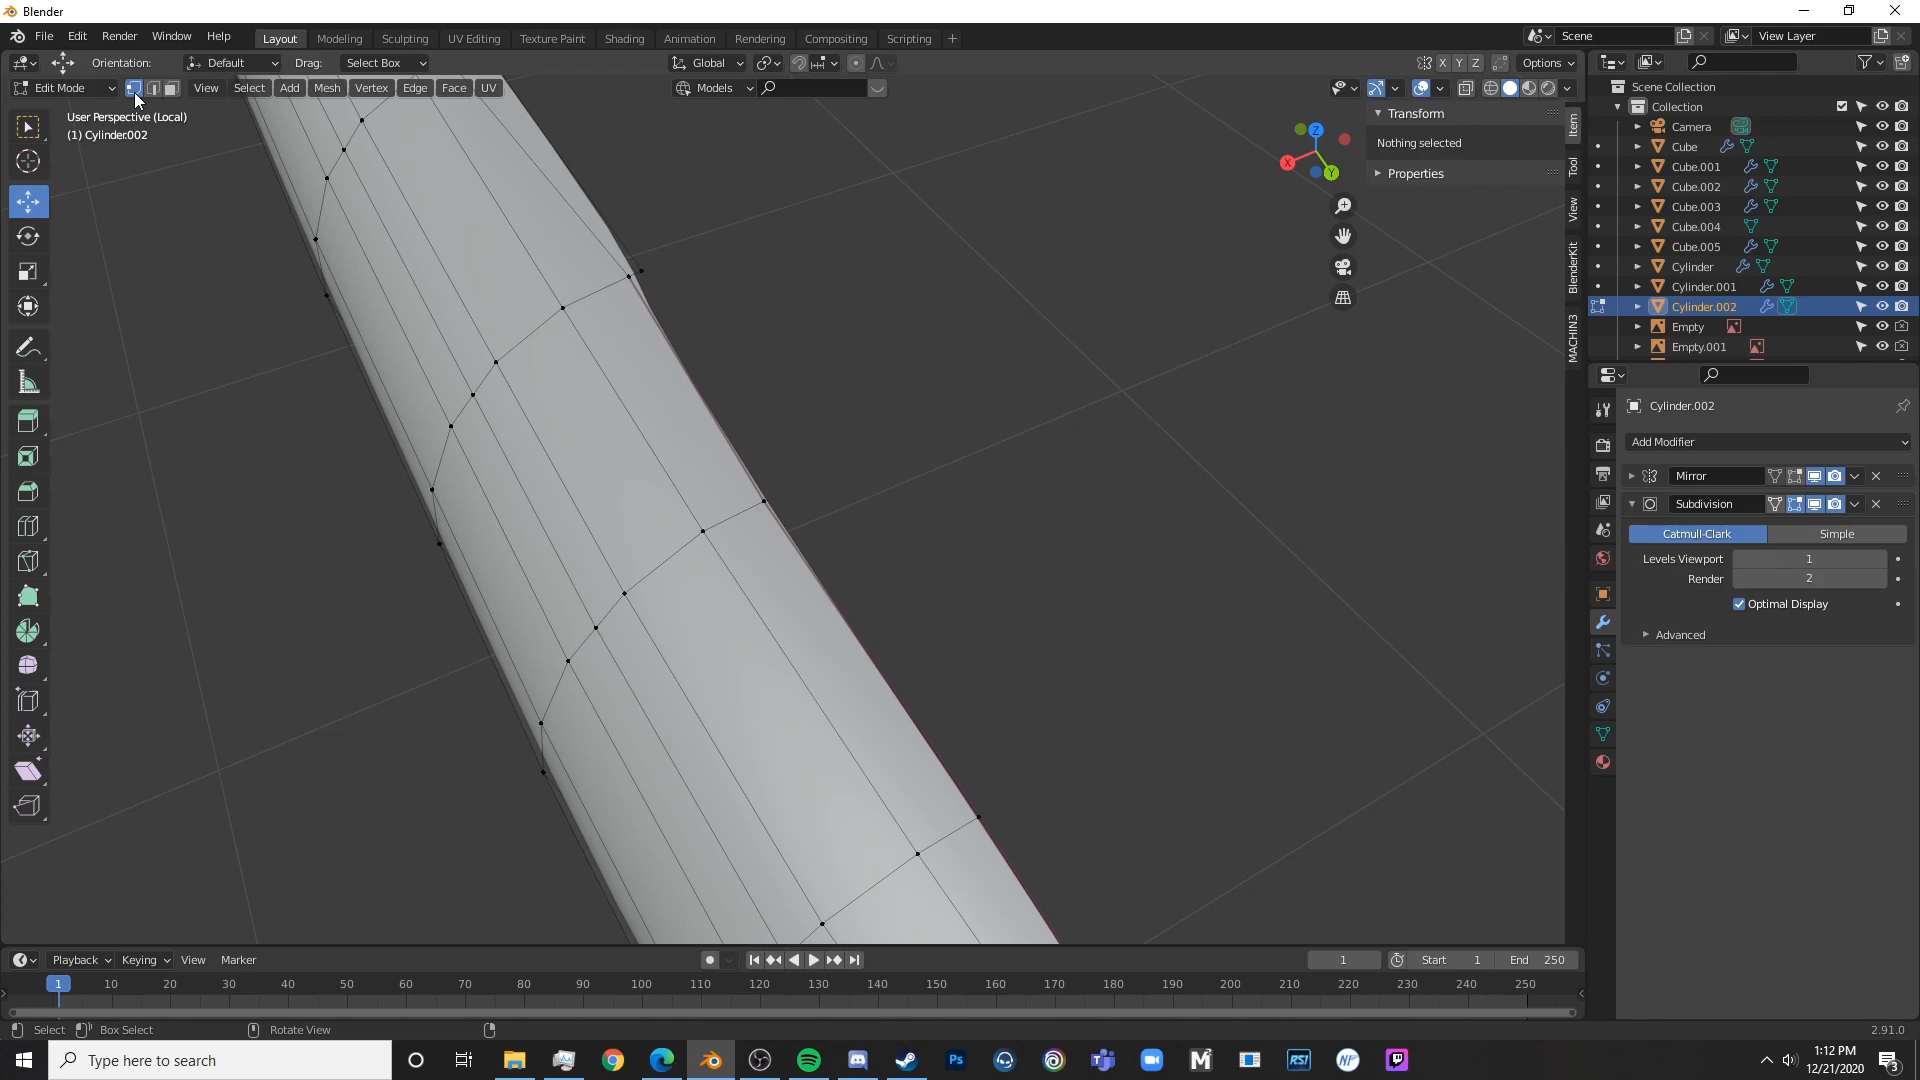 Blender
File Edit Render Window Help Layout Modeling Sculpting UV Editing Texture Paint Shading Animation Rendering Compositing Scripting + Scene View Layer
Orientation: Default Drag: Select Box Global X Y Z Options
Edit Mode View Select Add Mesh Vertex Edge Face UV Models
User Perspective (Local)
(1) Cylinder.002
Transform
Nothing selected
Properties
Z
X
Y
Item
Tool
View
BlenderKit
MACHIN3
Scene Collection
Collection
Camera
Cube
Cube.001
Cube.002
Cube.003
Cube.004
Cube.005
Cylinder
Cylinder.001
Cylinder.002
Empty
Empty.001
Cylinder.002
Add Modifier
Mirror
Subdivision
Catmull-Clark Simple
Levels Viewport 1
Render 2
Optimal Display
Advanced
Playback Keying View Marker 1 Start 1 End 250
1 10 20 30 40 50 60 70 80 90 100 110 120 130 140 150 160 170 180 190 200 210 220 230 240 250
Select Box Select Rotate View 2.91.0
Type here to search Ps RSI NP 1:12 PM
12/21/2020
3